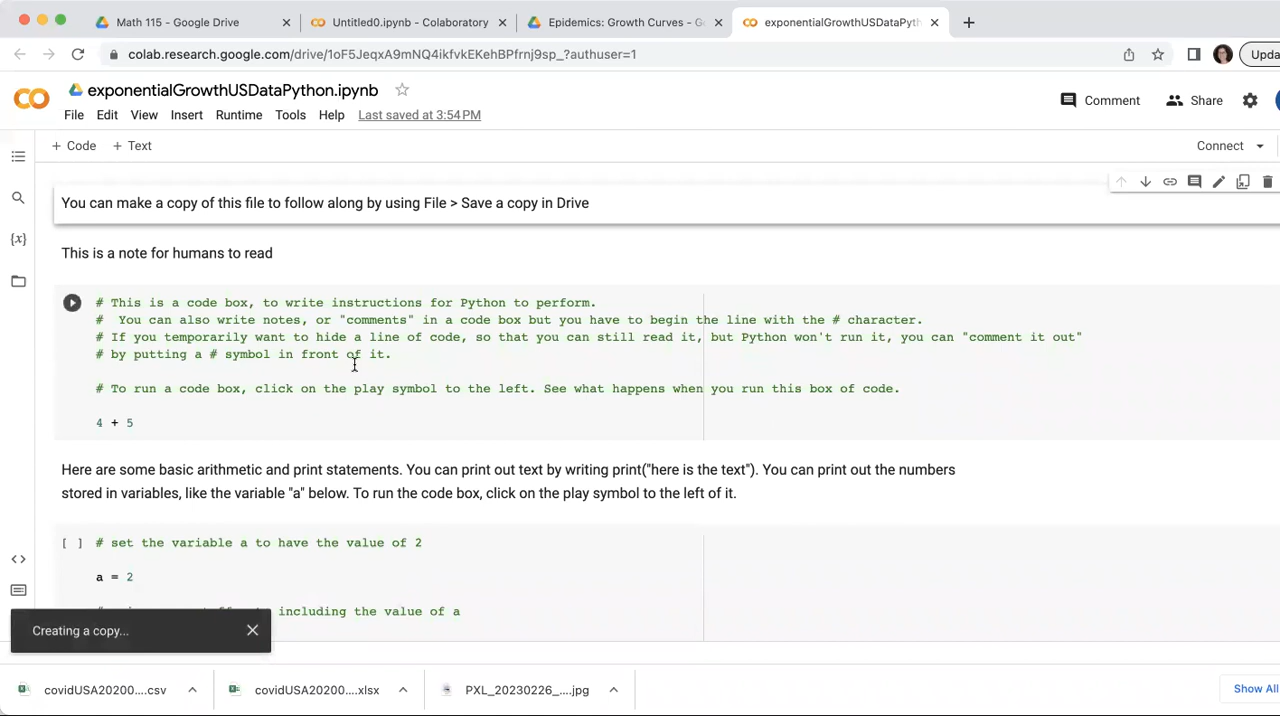 Math 115 - Google Drive
Untitled0.ipynb - Colaboratory
Epidemics: Growth Curves - G
exponentialGrowthUSDataPyth
colab.research.google.com/drive/1oF5JeqxA9mNQ4ikfvkEKehBPfrnj9sp_?authuser=1
Upda
exponentialGrowthUSDataPython.ipynb
Comment
Share
File Edit View Insert Runtime Tools Help Last saved at 3:54 PM
+ Code + Text
Connect
You can make a copy of this file to follow along by using File > Save a copy in Drive
This is a note for humans to read
# This is a code box, to write instructions for Python to perform.
#  You can also write notes, or "comments" in a code box but you have to begin the line with the # character.
# If you temporarily want to hide a line of code, so that you can still read it, but Python won't run it, you can "comment it out"
# by putting a # symbol in front of it.
# To run a code box, click on the play symbol to the left. See what happens when you run this box of code.
4 + 5
Here are some basic arithmetic and print statements. You can print out text by writing print("here is the text"). You can print out the numbers
stored in variables, like the variable "a" below. To run the code box, click on the play symbol to the left of it.
[ ] # set the variable a to have the value of 2
a = 2
including the value of a
Creating a copy...
covidUSA20200....csv
covidUSA20200....xlsx
PXL_20230226_....jpg
Show All